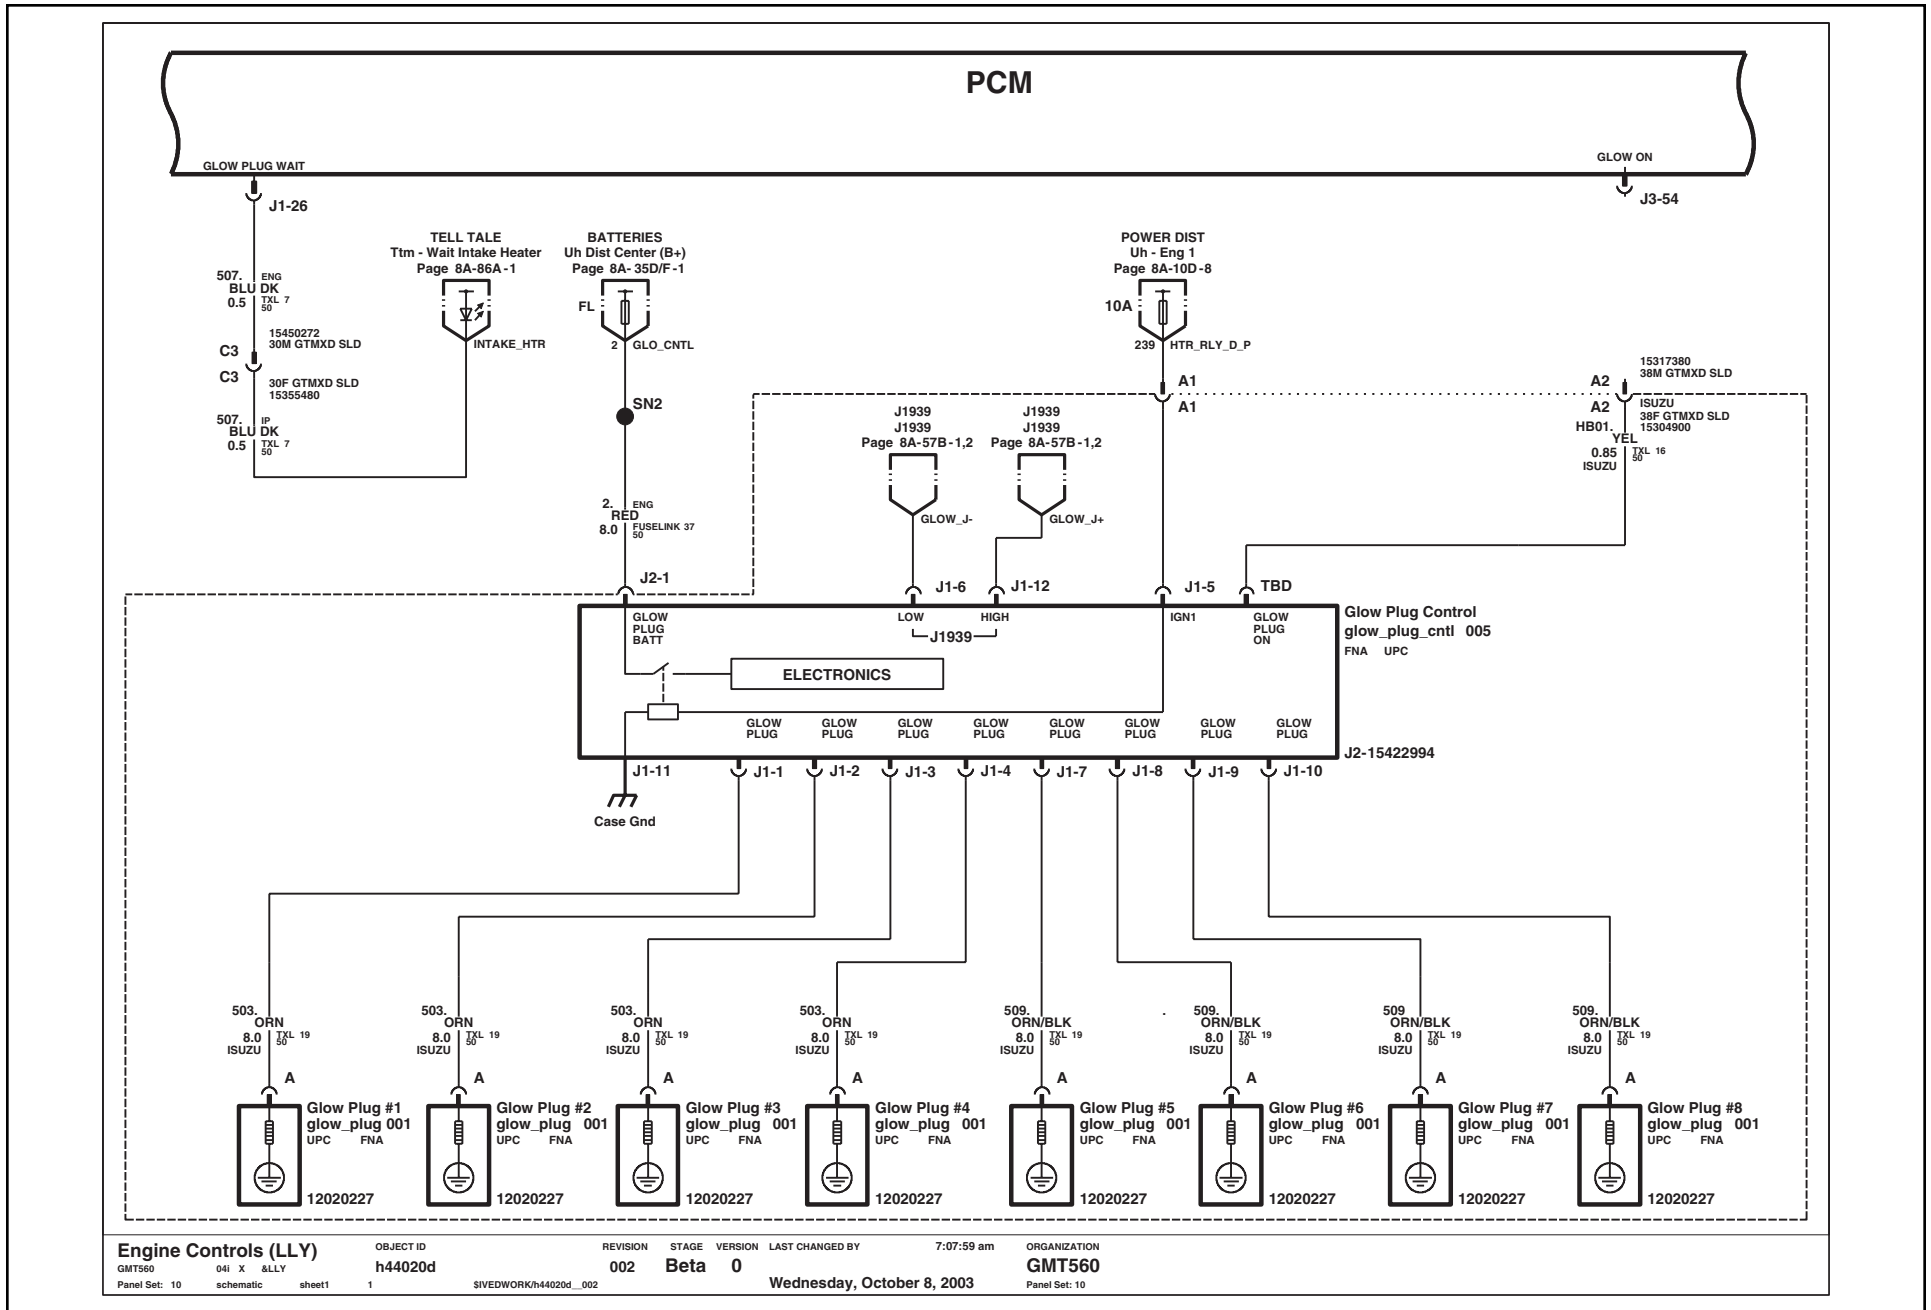 PCM
GLOW PLUG WAIT
GLOW ON
J1-26
J3-54
TELL TALE
Ttm - Wait Intake Heater
Page 8A-86A-1
BATTERIES
Uh Dist Center (B+)
Page 8A-35D/F-1
POWER DIST
Uh - Eng 1
Page 8A-10D-8
507. ENG
BLU DK
0.5 TXL 7
50
FL
10A
INTAKE_HTR
2 GLO_CNTL
239 HTR_RLY_D_P
15450272
30M GTMXD SLD
C3
C3
30F GTMXD SLD
15355480
507. IP
BLU DK
0.5 TXL 7
50
SN2
A1
A1
15317380
38M GTMXD SLD
A2
A2
ISUZU
38F GTMXD SLD
15304900
HB01.
YEL
0.85 TXL 16
50
ISUZU
J1939
J1939
Page 8A-57B-1,2
J1939
J1939
Page 8A-57B-1,2
GLOW_J-
GLOW_J+
2. ENG
RED
8.0 FUSELINK 37
50
J2-1
J1-6
J1-12
J1-5
TBD
GLOW
PLUG
BATT
LOW
HIGH
J1939
IGN1
GLOW
PLUG
ON
Glow Plug Control
glow_plug_cntl 005
FNA UPC
ELECTRONICS
GLOW
PLUG
GLOW
PLUG
GLOW
PLUG
GLOW
PLUG
GLOW
PLUG
GLOW
PLUG
GLOW
PLUG
GLOW
PLUG
J2-15422994
J1-11
J1-1
J1-2
J1-3
J1-4
J1-7
J1-8
J1-9
J1-10
Case Gnd
503.
ORN
8.0 TXL 19
50
ISUZU
503.
ORN
8.0 TXL 19
50
ISUZU
503.
ORN
8.0 TXL 19
50
ISUZU
503.
ORN
8.0 TXL 19
50
ISUZU
509.
ORN/BLK
8.0 TXL 19
50
ISUZU
.
509.
ORN/BLK
8.0 TXL 19
50
ISUZU
509
ORN/BLK
8.0 TXL 19
50
ISUZU
509.
ORN/BLK
8.0 TXL 19
50
ISUZU
A
A
A
A
A
A
A
A
Glow Plug #1
glow_plug 001
UPC FNA
12020227
Glow Plug #2
glow_plug 001
UPC FNA
12020227
Glow Plug #3
glow_plug 001
UPC FNA
12020227
Glow Plug #4
glow_plug 001
UPC FNA
12020227
Glow Plug #5
glow_plug 001
UPC FNA
12020227
Glow Plug #6
glow_plug 001
UPC FNA
12020227
Glow Plug #7
glow_plug 001
UPC FNA
12020227
Glow Plug #8
glow_plug 001
UPC FNA
12020227
Engine Controls (LLY)
GMT560 04i X &LLY
Panel Set: 10 schematic sheet1 1
OBJECT ID
h44020d
$IVEDWORK/h44020d__002
REVISION
002
STAGE
Beta
VERSION
0
LAST CHANGED BY
7:07:59 am
Wednesday, October 8, 2003
ORGANIZATION
GMT560
Panel Set: 10